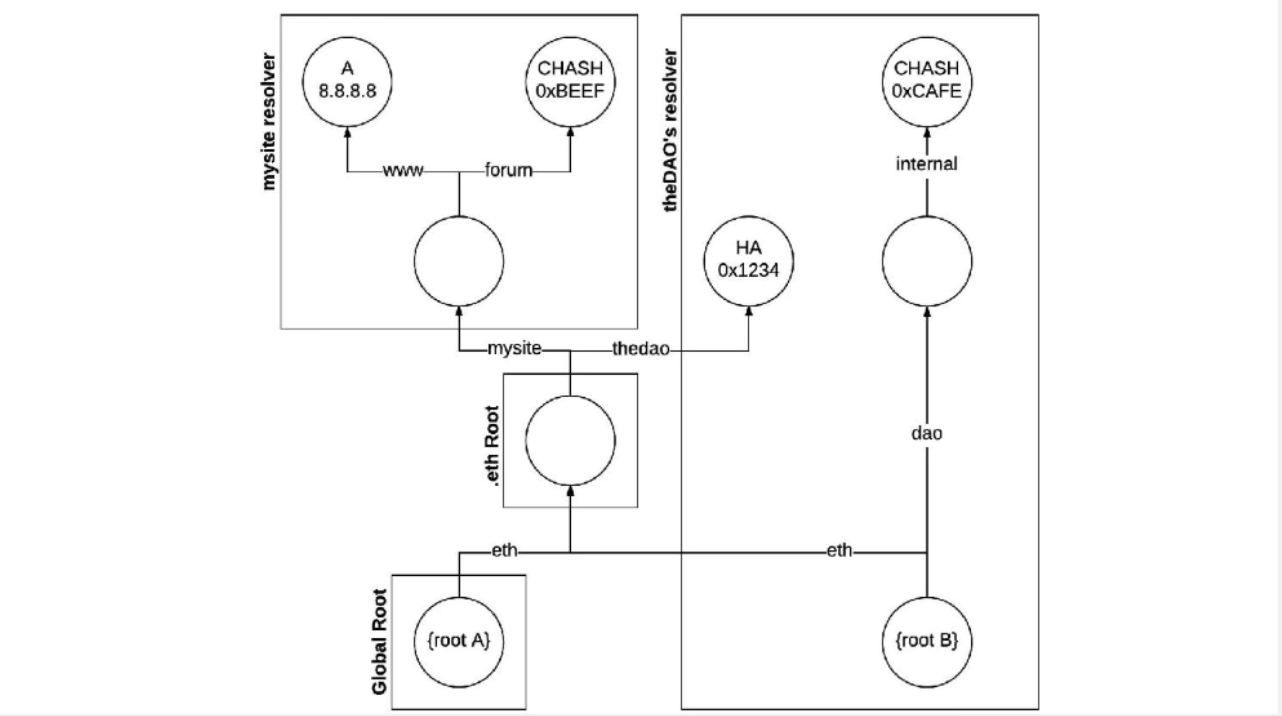 mysite resolver
A
8.8.8.8
CHASH
0xBEEF
www
forum
theDAO's resolver
CHASH
0xCAFE
internal
HA
0x1234
mysite
thedao
.eth Root
dao
eth
eth
Global Root
{root A}
{root B}